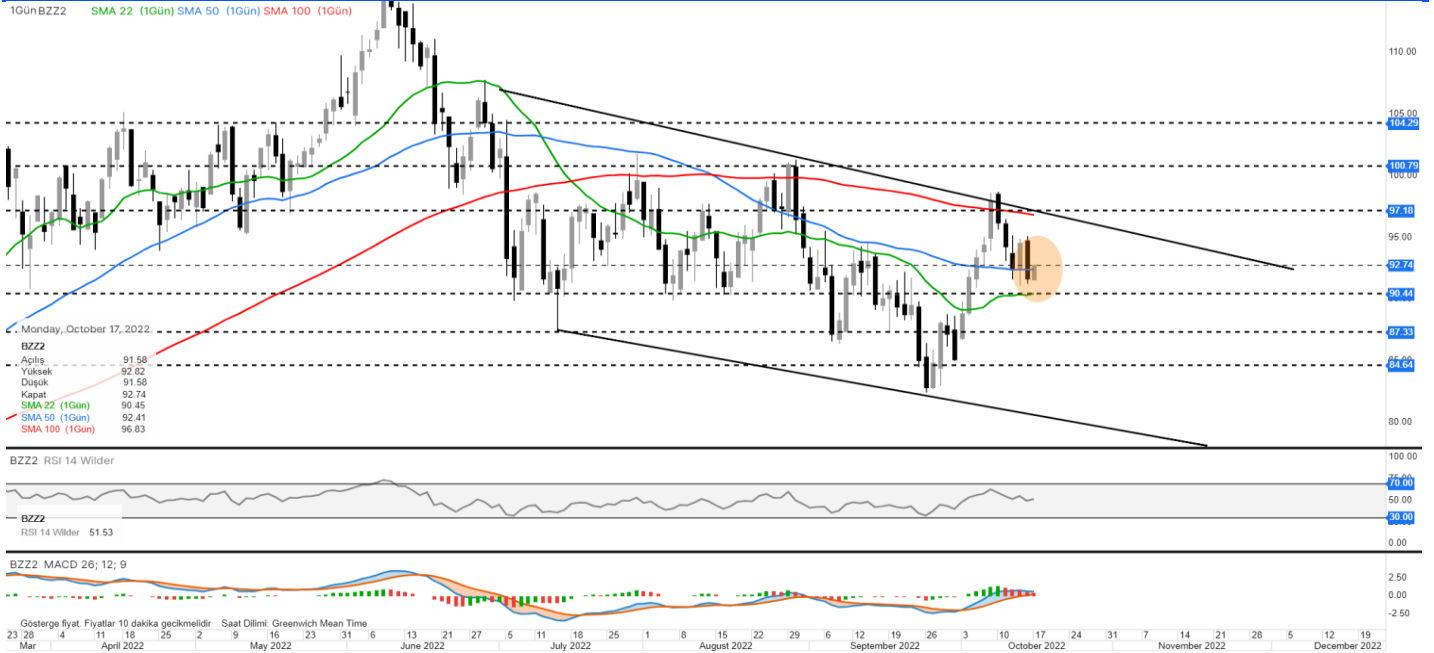 1Gün BZZ2 SMA 22 (1Gün) SMA 50 (1Gün) SMA 100 (1Gün)
110.00
105.00
104.29
100.79
100.00
97.18
95.00
92.74
90.44
87.33
84.64
80.00
Monday, October 17, 2022
BZZ2
Açılış 91.58
Yüksek 92.82
Düşük 91.58
Kapat 92.74
SMA 22 (1Gün) 90.45
SMA 50 (1Gün) 92.41
SMA 100 (1Gün) 96.83
BZZ2 RSI 14 Wilder
100.00
75.00
70.00
50.00
30.00
0.00
BZZ2
RSI 14 Wilder 51.53
BZZ2 MACD 26; 12; 9
2.50
0.00
-2.50
Gösterge fiyat. Fiyatlar 10 dakika gecikmelidir Saat Dilimi: Greenwich Mean Time
23 28 4 11 18 25 2 9 16 23 31 6 13 21 27 5 11 18 25 1 8 15 22 29 6 12 19 26 3 10 17 24 31 7 14 21 28 5 12 19
Mar April 2022 May 2022 June 2022 July 2022 August 2022 September 2022 October 2022 November 2022 December 2022